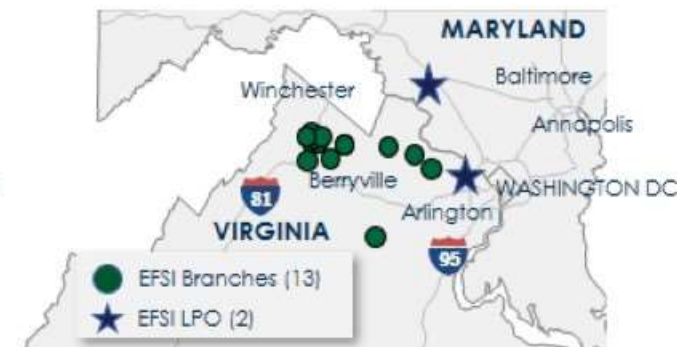 MARYLAND
Winchester
Baltimore
Annapolis
Berryville
81
WASHINGTON DC
Arlington
VIRGINIA
95
EFSI Branches (13)
EFSI LPO (2)